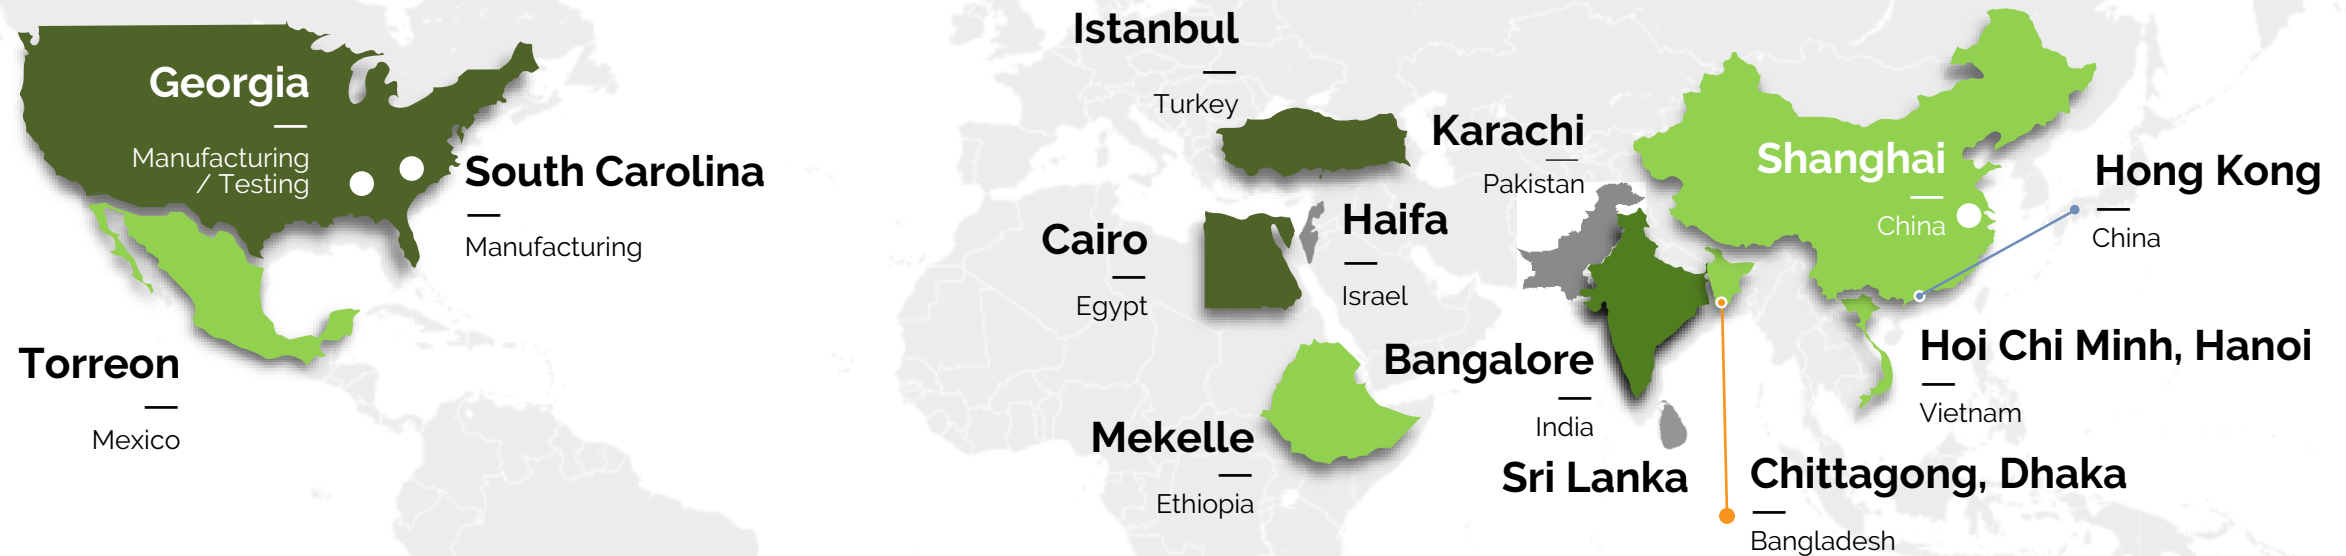 Georgia
Manufacturing
/ Testing
South Carolina
Manufacturing
Torreon
Mexico
Istanbul
Turkey
Karachi
Pakistan
Cairo
Egypt
Haifa
Israel
Mekelle
Ethiopia
Bangalore
India
Sri Lanka
Shanghai
China
Hong Kong
China
Hoi Chi Minh, Hanoi
Vietnam
Chittagong, Dhaka
Bangladesh